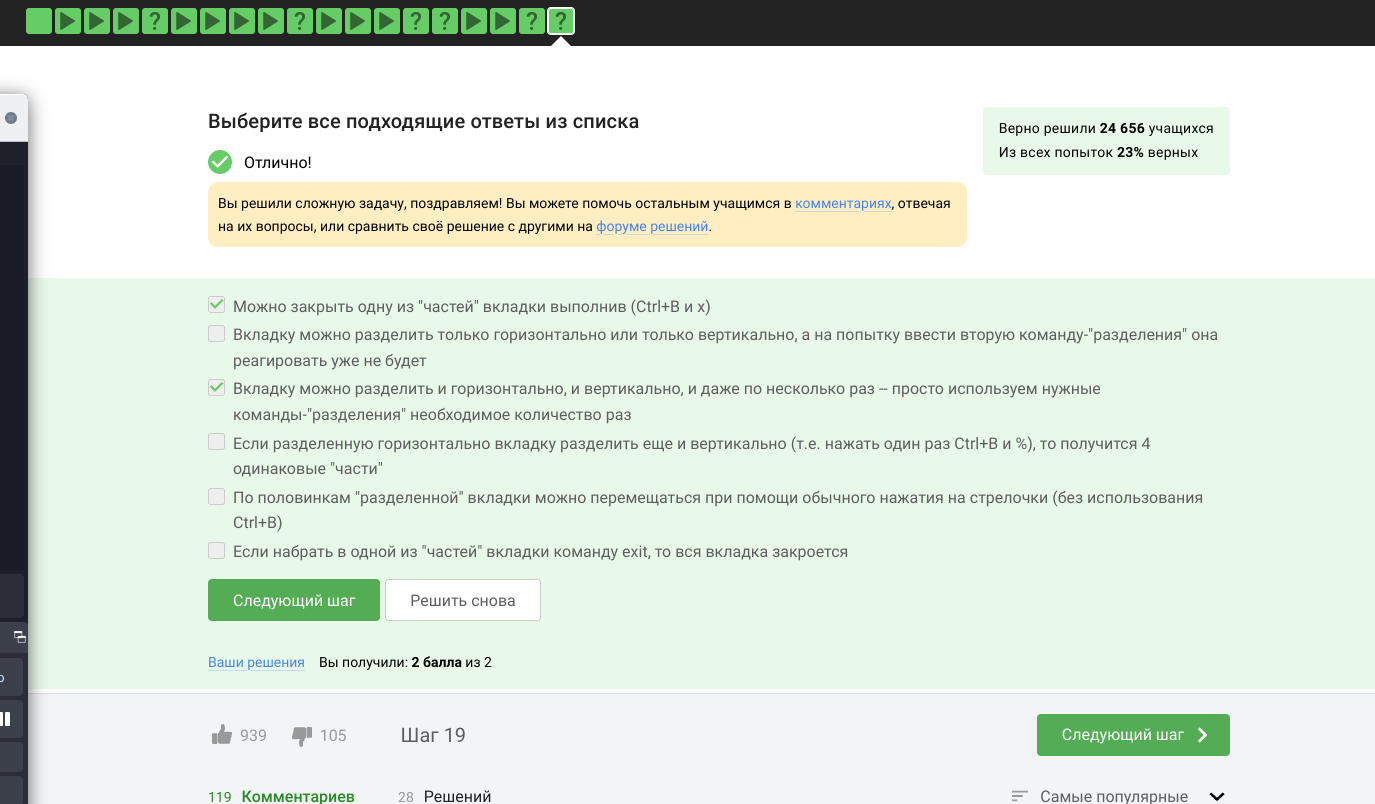 Выберите все подходящие ответы из списка
Верно решили 24 656 учащихся
Из всех попыток 23% верных
Отлично!
Вы решили сложную задачу, поздравляем! Вы можете помочь остальным учащимся в комментариях, отвечая
на их вопросы, или сравнить своё решение с другими на форуме решений.
Можно закрыть одну из "частей" вкладки выполнив (Ctrl+B и x)
Вкладку можно разделить только горизонтально или только вертикально, а на попытку ввести вторую команду-"разделения" она
реагировать уже не будет
Вкладку можно разделить и горизонтально, и вертикально, и даже по несколько раз -- просто используем нужные
команды-"разделения" необходимое количество раз
Если разделенную горизонтально вкладку разделить еще и вертикально (т.е. нажать один раз Ctrl+B и %), то получится 4
одинаковые "части"
По половинкам "разделенной" вкладки можно перемещаться при помощи обычного нажатия на стрелочки (без использования
Ctrl+B)
Если набрать в одной из "частей" вкладки команду exit, то вся вкладка закроется
Следующий шаг
Решить снова
Ваши решения Вы получили: 2 балла из 2
939
105
Шаг 19
Следующий шаг
119 Комментариев
28 Решений
Самые популярные